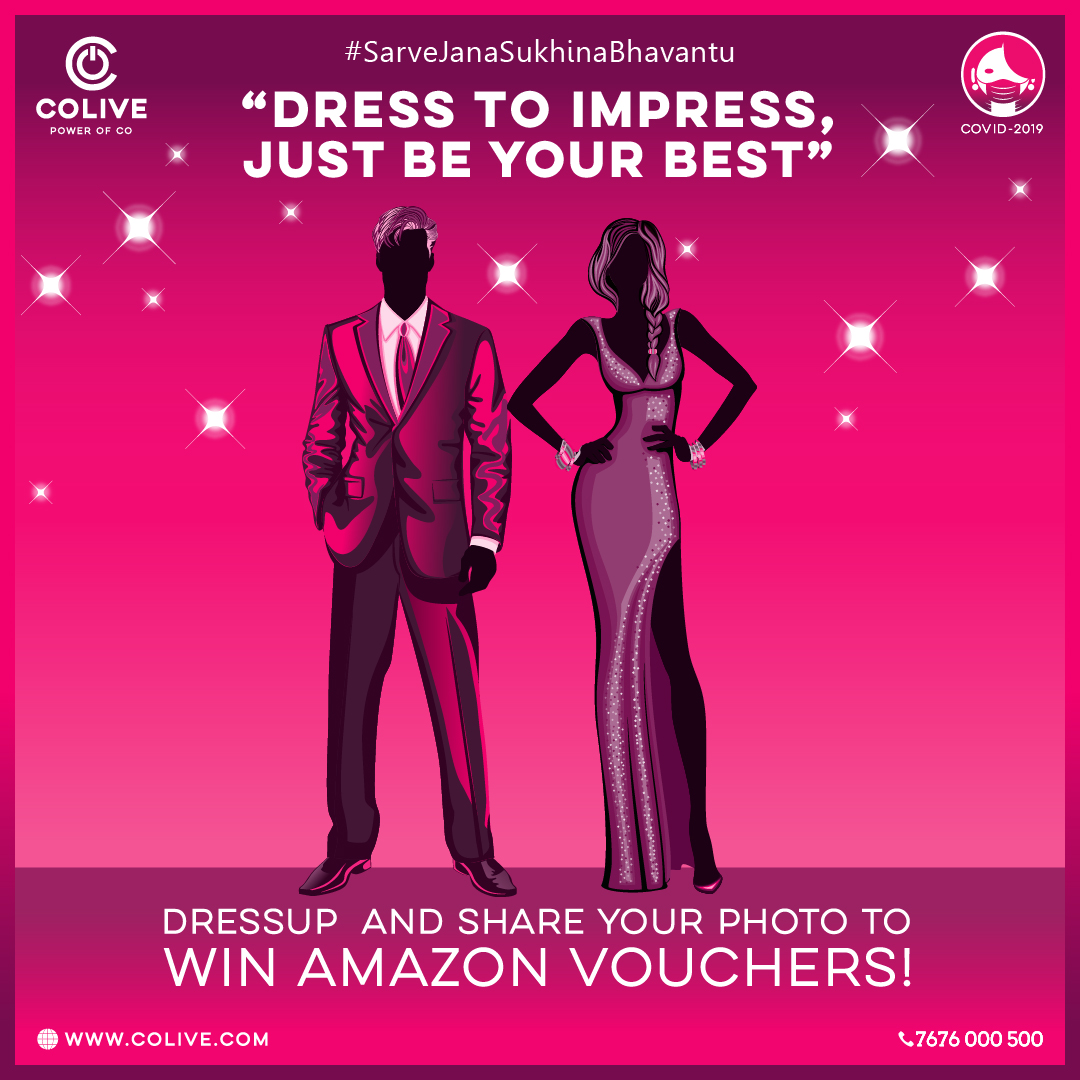 COLIVE
POWER OF CO
#SarveJanaSukhinaBhavantu
COVID-2019
“DRESS TO IMPRESS,
JUST BE YOUR BEST”
DRESSUP AND SHARE YOUR PHOTO TO
WIN AMAZON VOUCHERS!
WWW.COLIVE.COM
7676 000 500